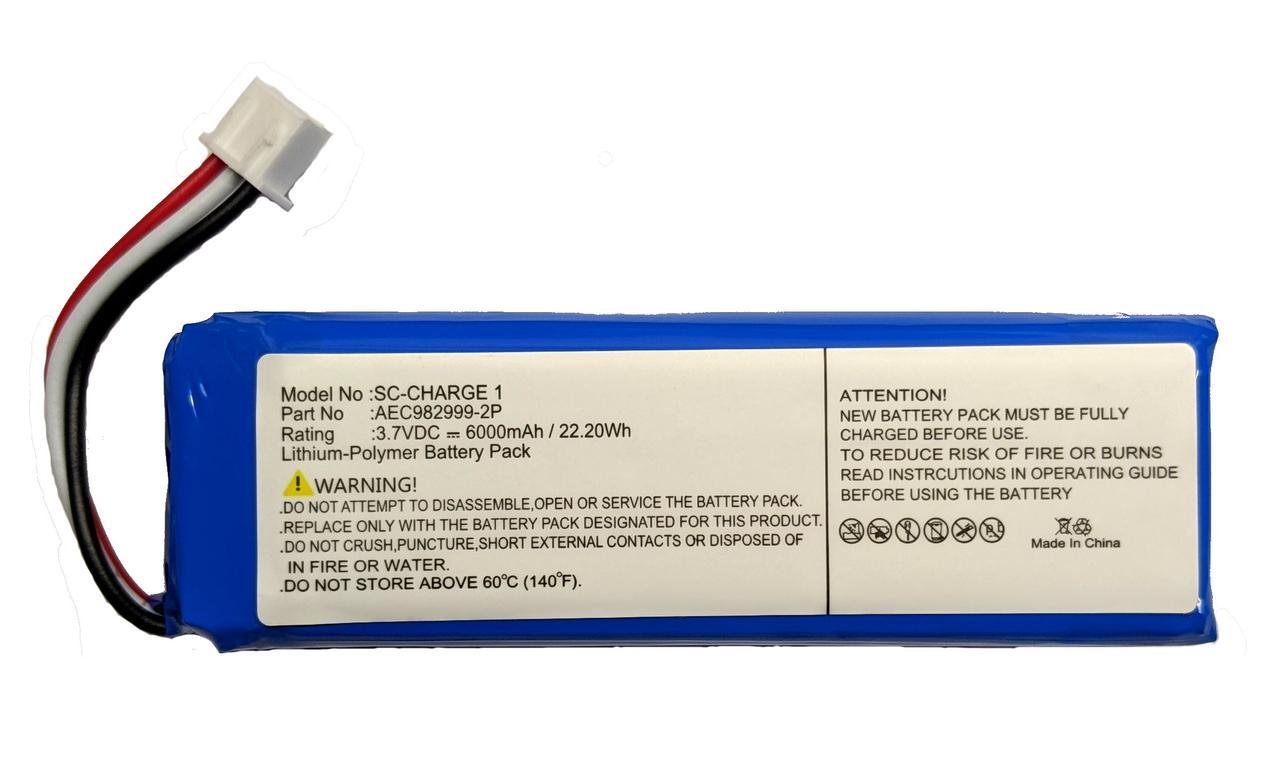 Model No :SC-CHARGE 1
Part No :AEC982999-2P
Rating :3.7VDC ⎓ 6000mAh / 22.20Wh
Lithium-Polymer Battery Pack
WARNING!
.DO NOT ATTEMPT TO DISASSEMBLE,OPEN OR SERVICE THE BATTERY PACK.
.REPLACE ONLY WITH THE BATTERY PACK DESIGNATED FOR THIS PRODUCT.
.DO NOT CRUSH,PUNCTURE,SHORT EXTERNAL CONTACTS OR DISPOSED OF
IN FIRE OR WATER.
.DO NOT STORE ABOVE 60°C (140°F).
ATTENTION!
NEW BATTERY PACK MUST BE FULLY
CHARGED BEFORE USE.
TO REDUCE RISK OF FIRE OR BURNS
READ INSTRCUTIONS IN OPERATING GUIDE
BEFORE USING THE BATTERY
Made In China